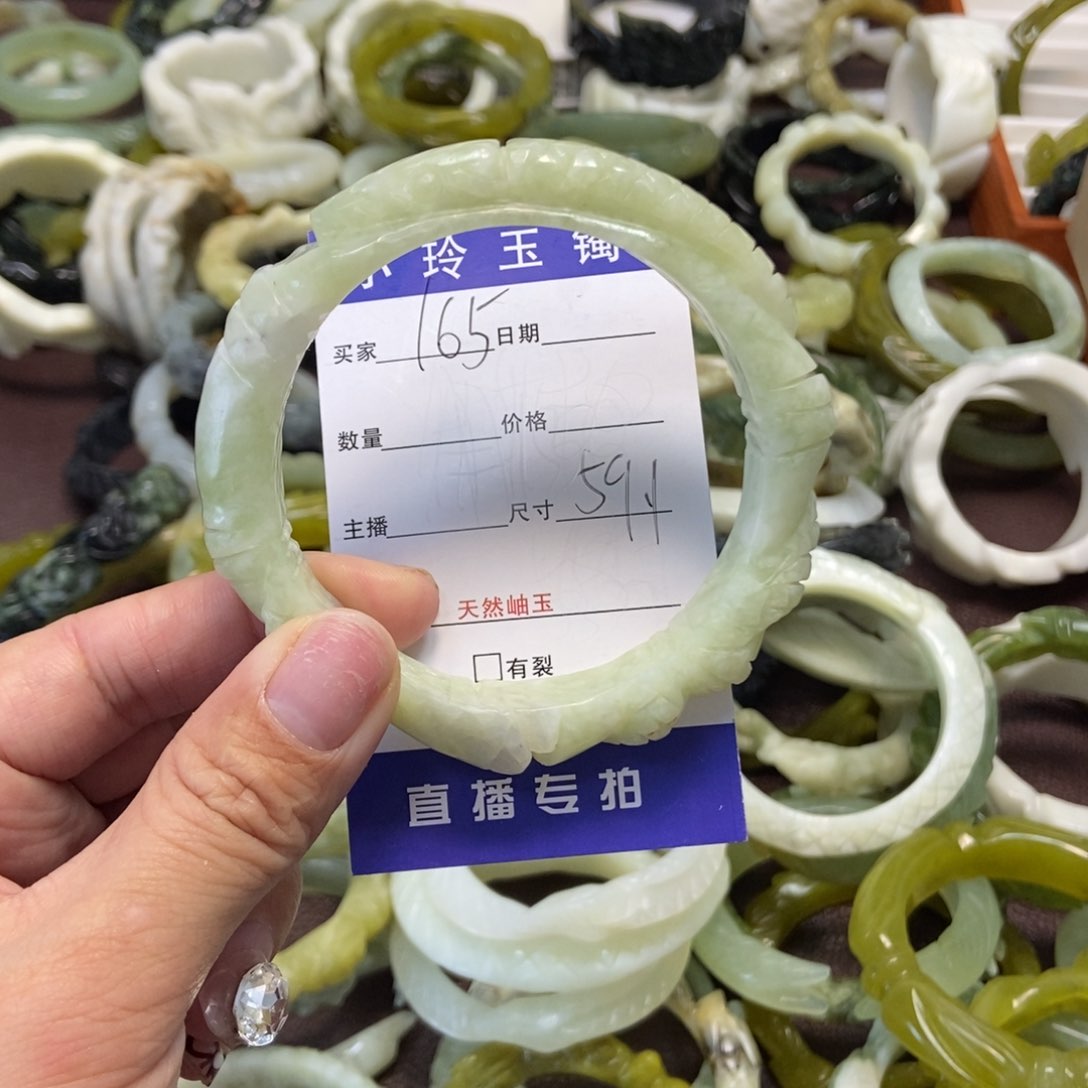 小玲玉镯
买家 165 日期
数量 价格
主播 尺寸 59
天然岫玉
□有裂
直播专拍